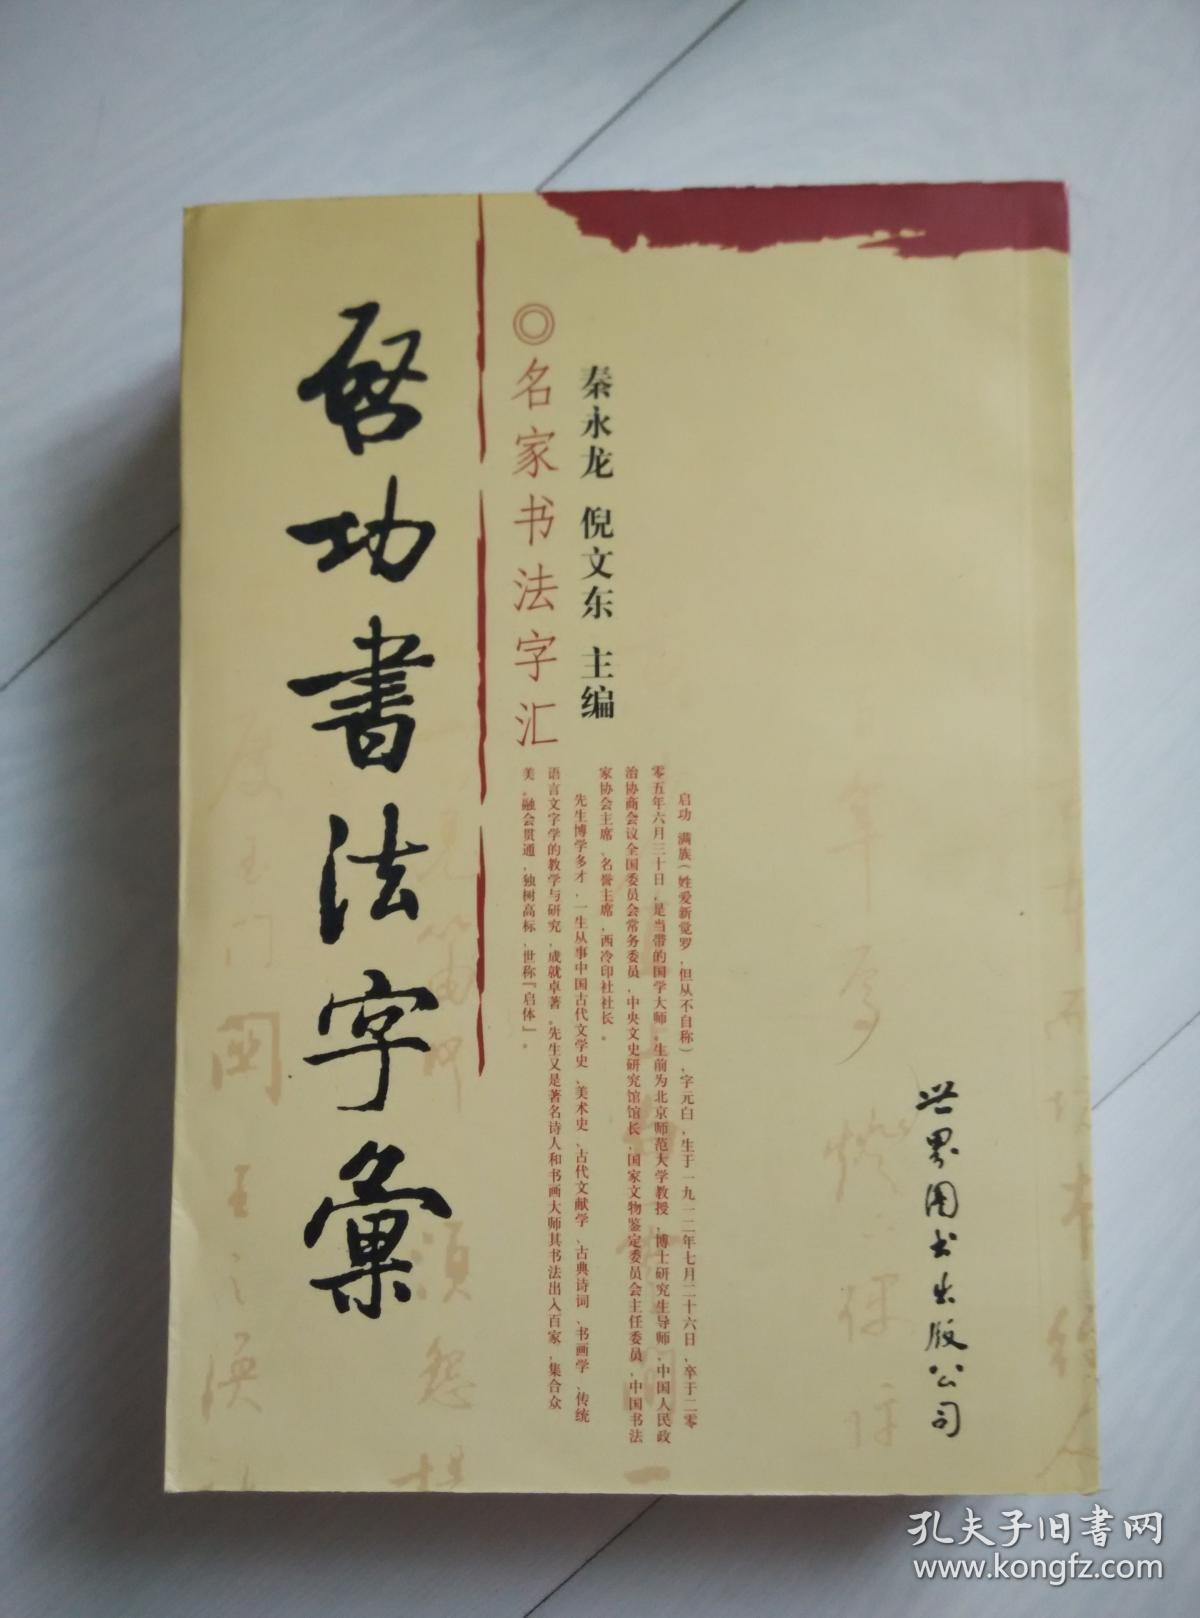 啓功書法字彙
◎名家书法字汇
秦永龙 倪文东 主编
启功 满族(姓爱新觉罗,但从不自称),字元白,生于一九一二年七月二十六日,卒于二零
零五年六月三十日,是当带的国学大师。生前为北京师范大学教授,博士研究生导师,中国人民政
治协商会议全国委员会常务委员,中央文史研究馆馆长,国家文物鉴定委员会主任委员,中国书法
家协会主席、名誉主席,西冷印社社长。
先生博学多才,一生从事中国古代文学史、美术史、古代文献学、古典诗词、书画学、传统
语言文字学的教学与研究,成就卓著。先生又是著名诗人和书画大师其书法出入百家,集合众
美,融会贯通,独树高标,世称「启体」。
世界图书出版公司
孔夫子旧书网
www.kongfz.com